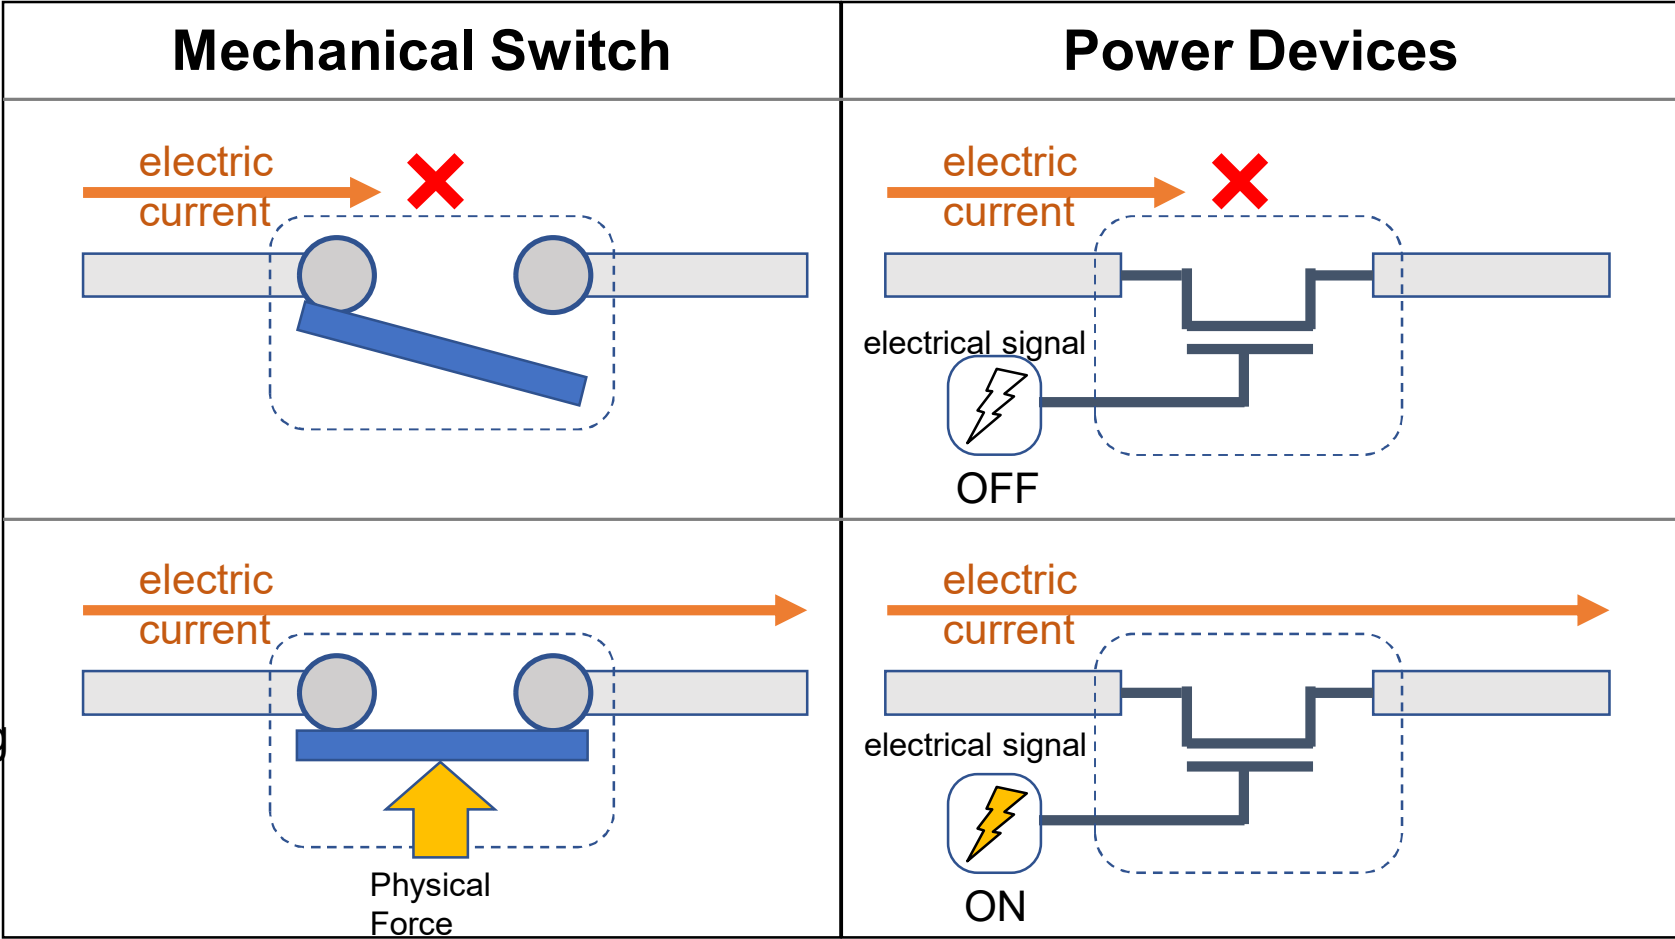 Mechanical Switch
Power Devices
electric
current
electric
current
electrical signal
OFF
electric
current
electric
current
g
electrical signal
Physical
Force
ON